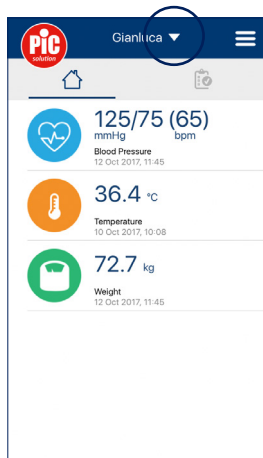 PiC
solution
Gianluca
125/75 (65)
mmHg bpm
Blood Pressure
12 Oct 2017, 11:45
36.4 °C
Temperature
10 Oct 2017, 10:08
72.7 kg
Weight
12 Oct 2017, 11:45